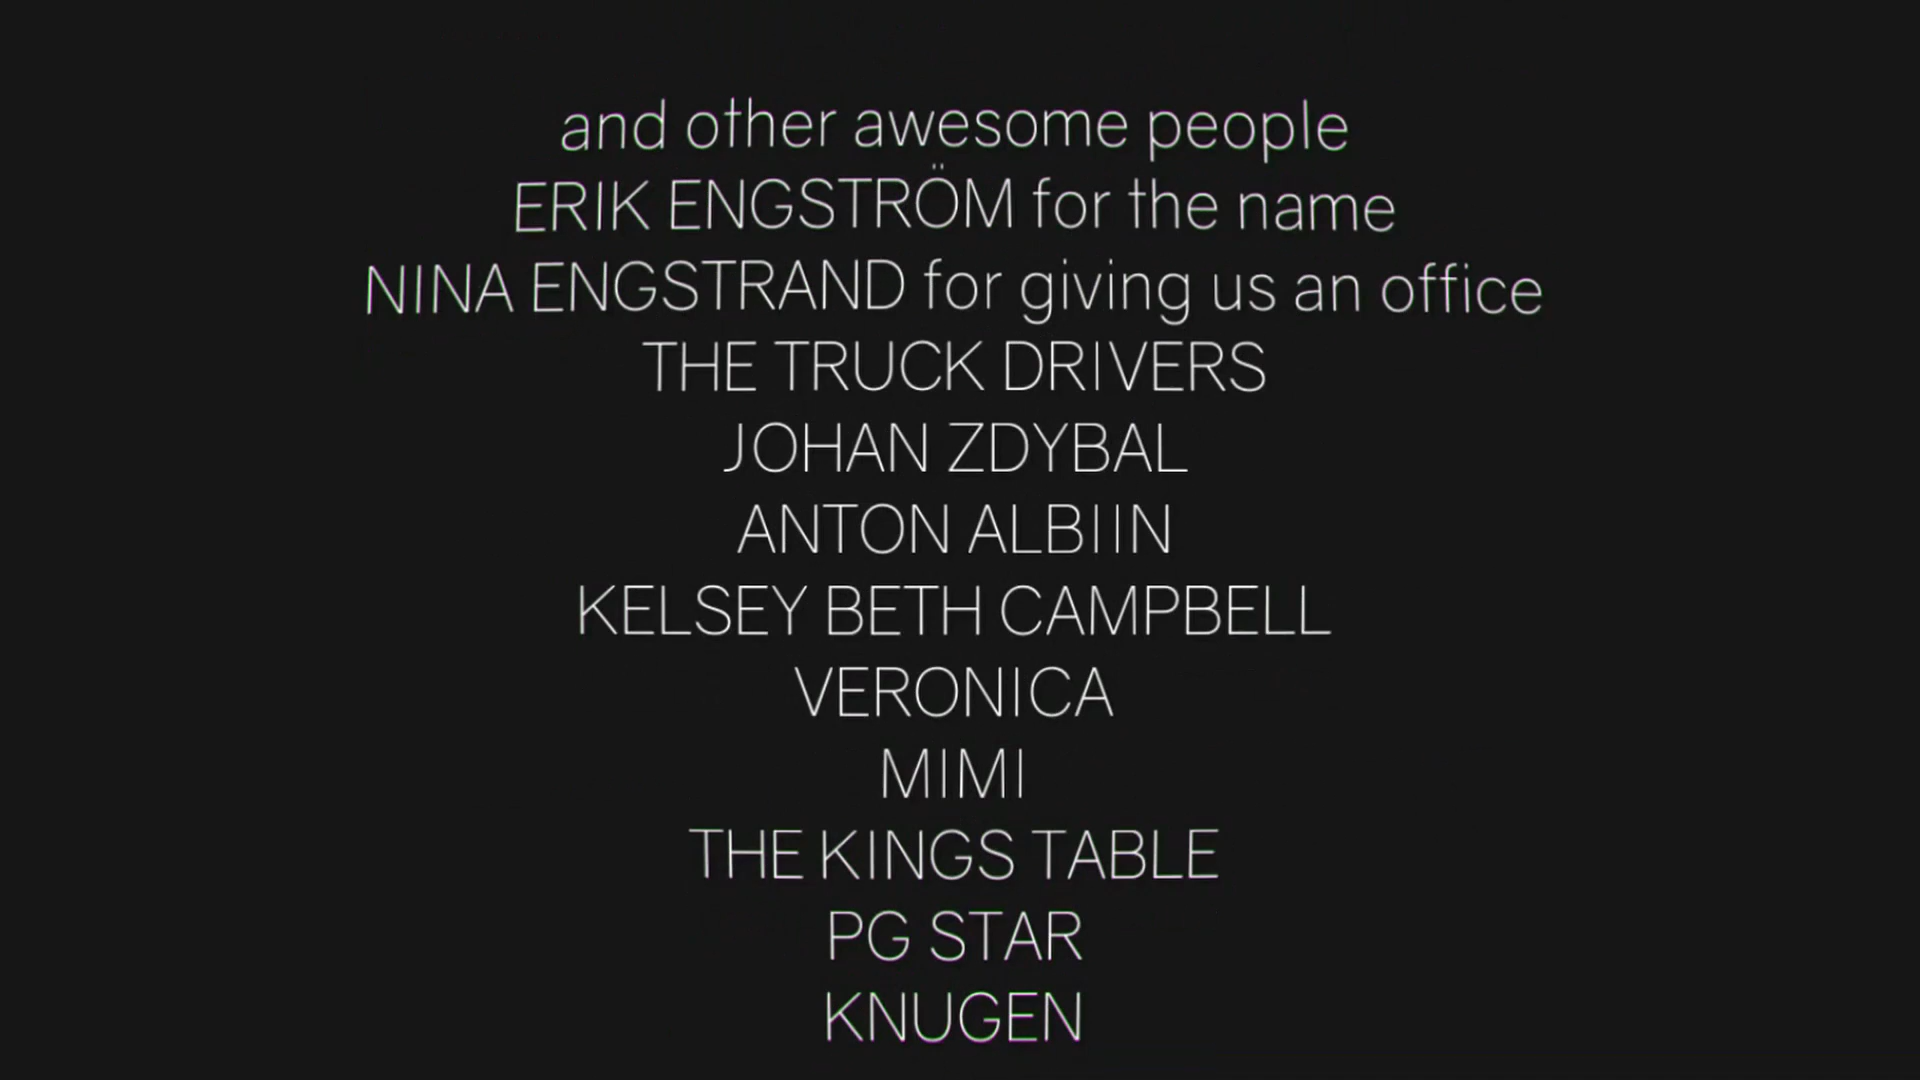 and other awesome people
ERIK ENGSTRÖM for the name
NINA ENGSTRAND for giving us an office
THE TRUCK DRIVERS
JOHAN ZDYBAL
ANTON ALBIIN
KELSEY BETH CAMPBELL
VERONICA
MIMI
THE KINGS TABLE
PG STAR
KNUGEN